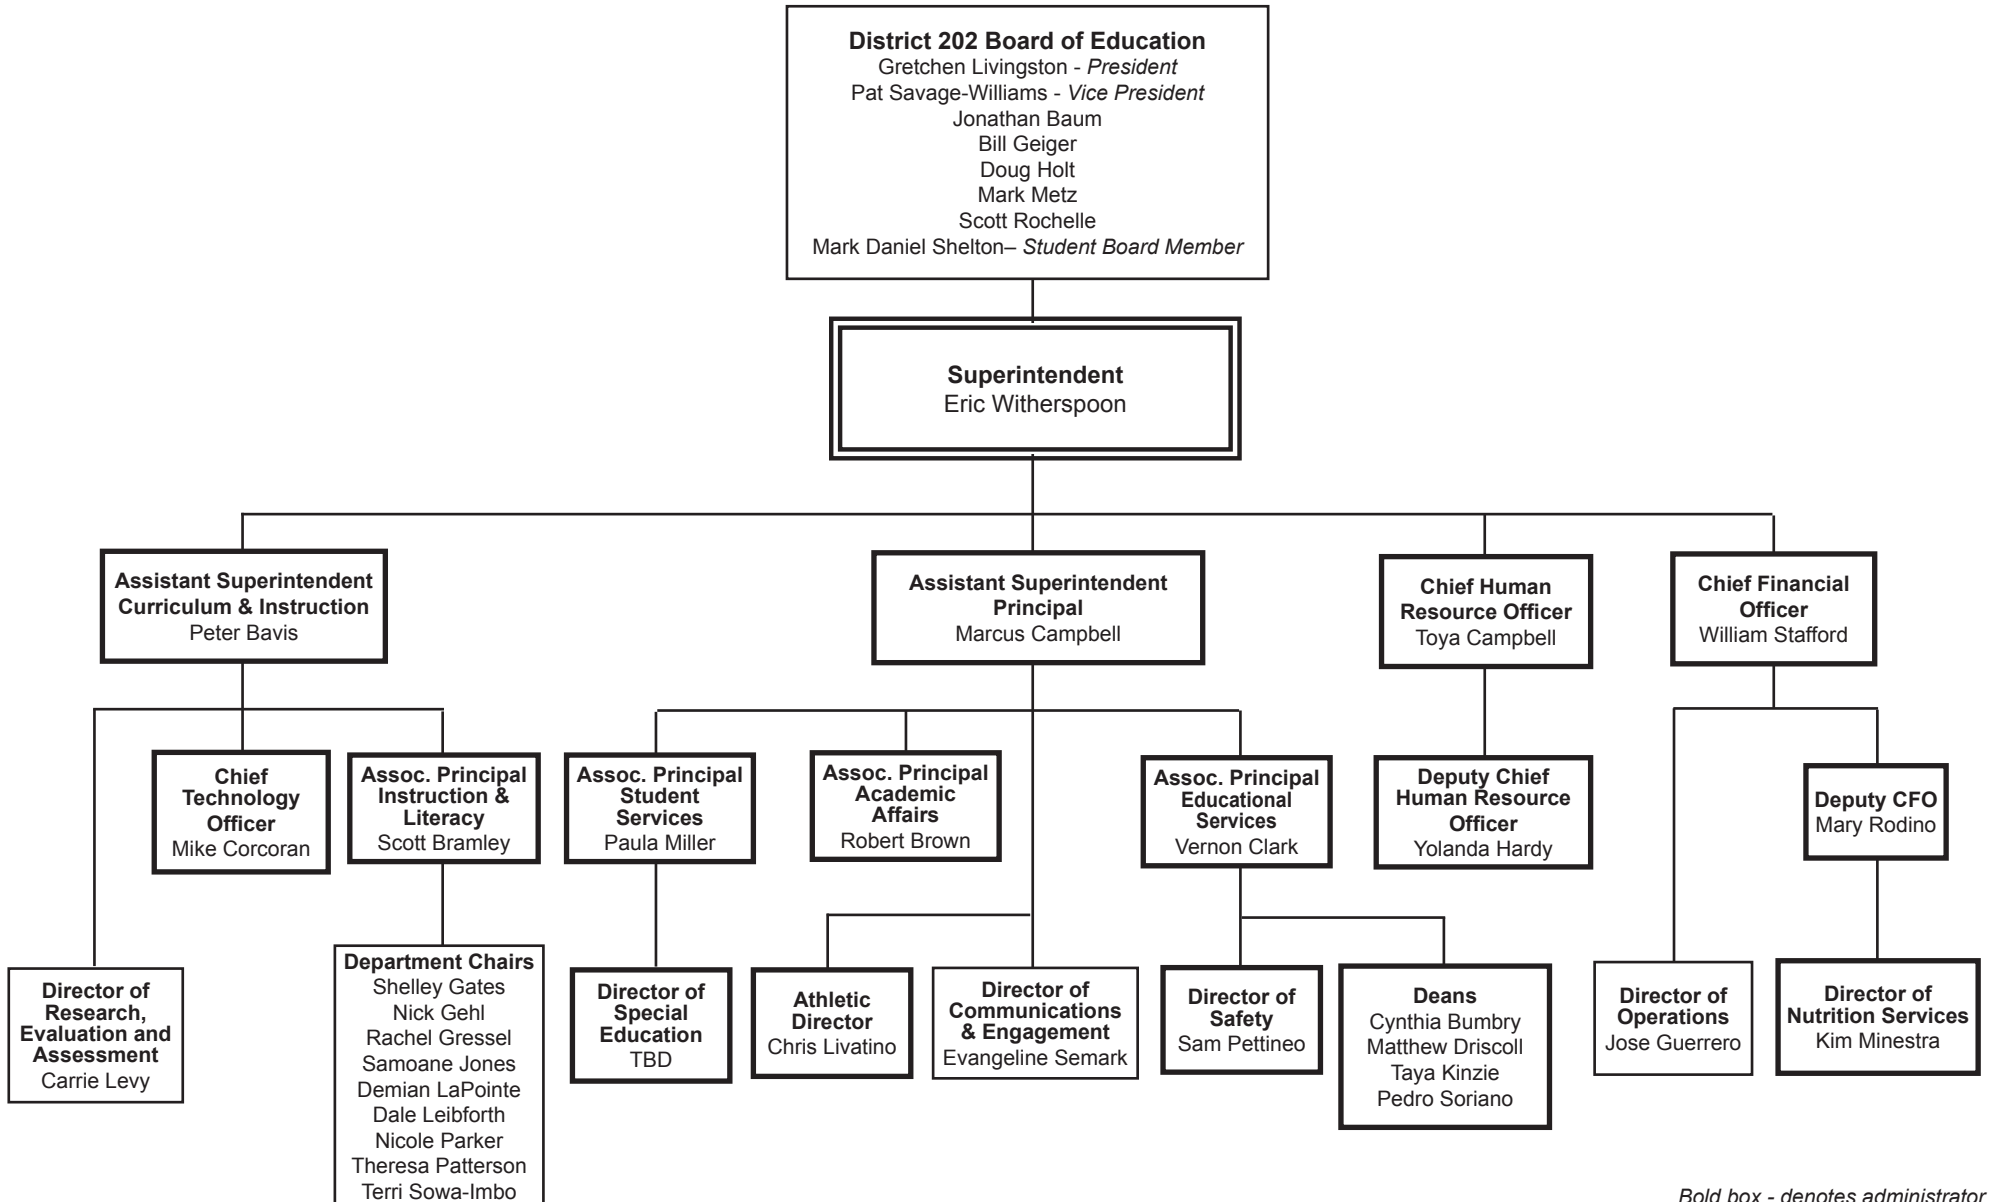 District 202 Board of Education
Gretchen Livingston - President
Pat Savage-Williams - Vice President
Jonathan Baum
Bill Geiger
Doug Holt
Mark Metz
Scott Rochelle
Mark Daniel Shelton– Student Board Member
Superintendent
Eric Witherspoon
Assistant Superintendent
Curriculum & Instruction
Peter Bavis
Assistant Superintendent
Principal
Marcus Campbell
Chief Human
Resource Officer
Toya Campbell
Chief Financial
Officer
William Stafford
Chief
Technology
Officer
Mike Corcoran
Assoc. Principal
Instruction &
Literacy
Scott Bramley
Assoc. Principal
Student
Services
Paula Miller
Assoc. Principal
Academic
Affairs
Robert Brown
Assoc. Principal
Educational
Services
Vernon Clark
Deputy Chief
Human Resource
Officer
Yolanda Hardy
Deputy CFO
Mary Rodino
Director of
Research,
Evaluation and
Assessment
Carrie Levy
Department Chairs
Shelley Gates
Nick Gehl
Rachel Gressel
Samoane Jones
Demian LaPointe
Dale Leibforth
Nicole Parker
Theresa Patterson
Terri Sowa-Imbo
Director of
Special
Education
TBD
Athletic
Director
Chris Livatino
Director of
Communications
& Engagement
Evangeline Semark
Director of
Safety
Sam Pettineo
Deans
Cynthia Bumbry
Matthew Driscoll
Taya Kinzie
Pedro Soriano
Director of
Operations
Jose Guerrero
Director of
Nutrition Services
Kim Minestra
Bold box - denotes administrator